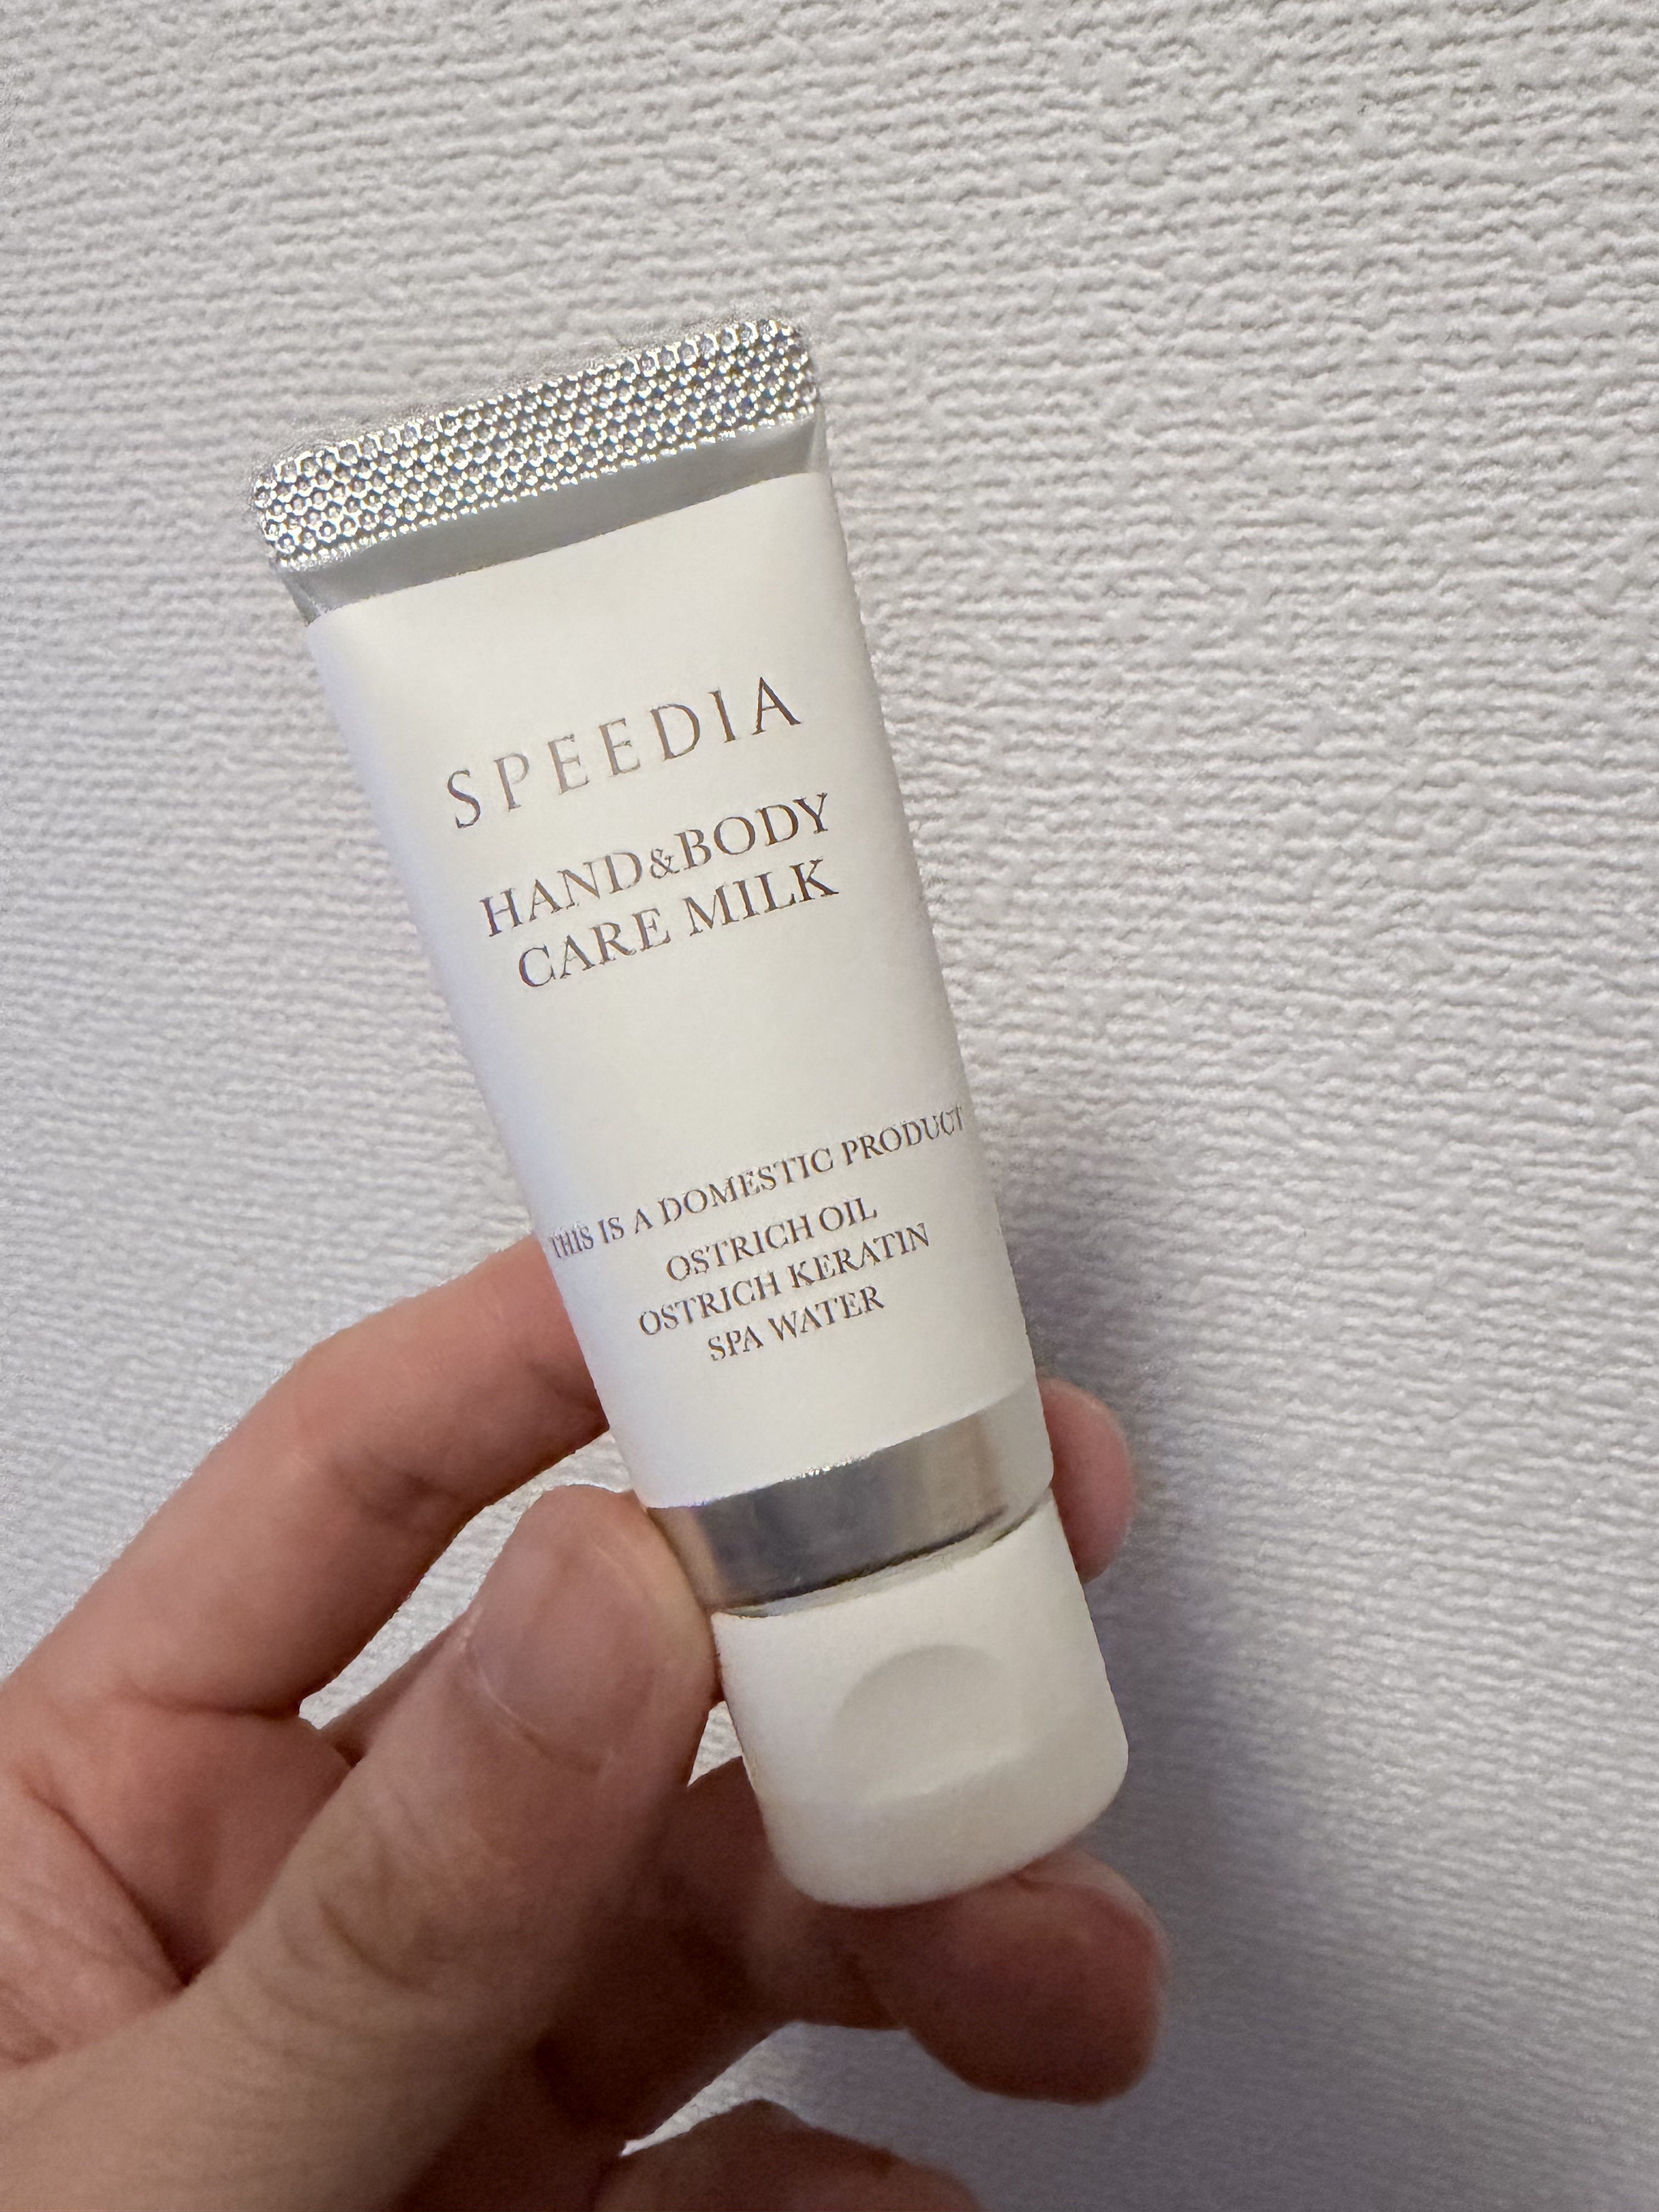 SPEEDIA
HAND&BODY
CARE MILK
THIS IS A DOMESTIC PRODUCT
OSTRICH OIL
OSTRICH KERATIN
SPA WATER